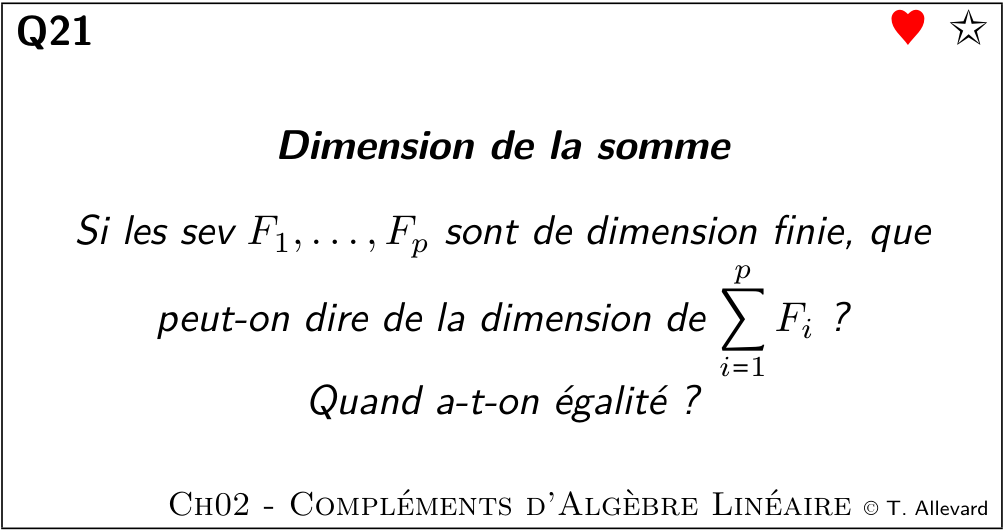 Q21
Dimension de la somme
Si les sev $F_1, \ldots, F_p$ sont de dimension finie, que
peut-on dire de la dimension de $\sum_{i=1}^{p} F_i$ ?
Quand a-t-on égalité ?
Ch02 - Compléments d'Algèbre Linéaire © T. Allevard